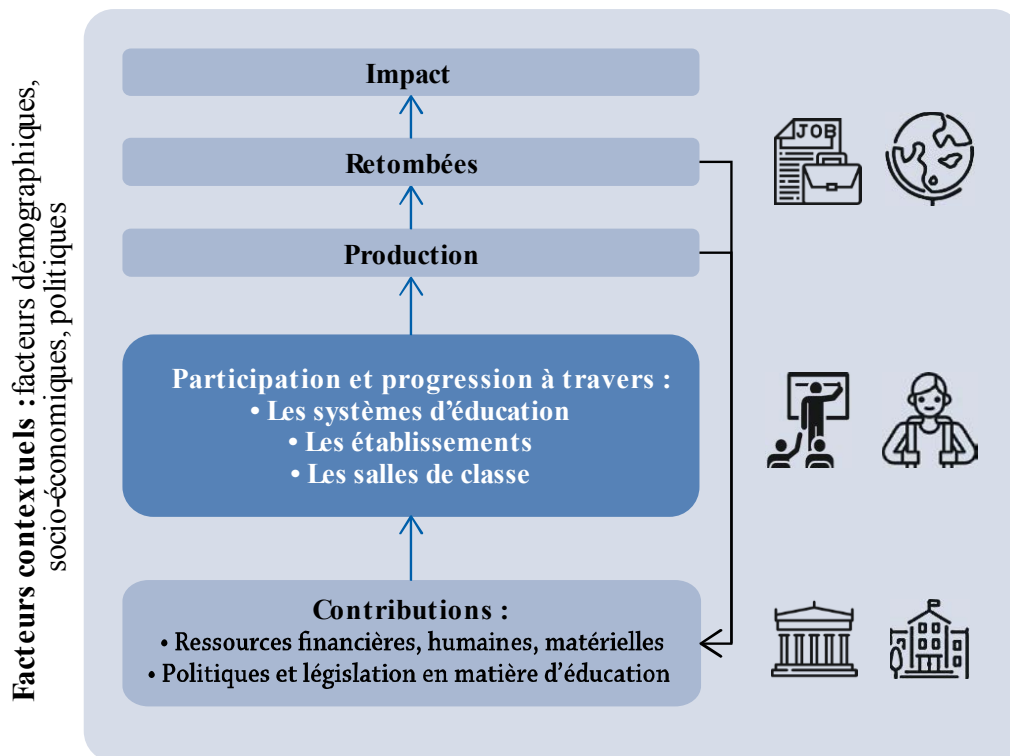 Facteurs contextuels : facteurs démographiques,
socio-économiques, politiques
Impact
Retombées
Production
Participation et progression à travers :
• Les systèmes d'éducation
• Les établissements
• Les salles de classe
Contributions :
• Ressources financières, humaines, matérielles
• Politiques et législation en matière d'éducation
JOB